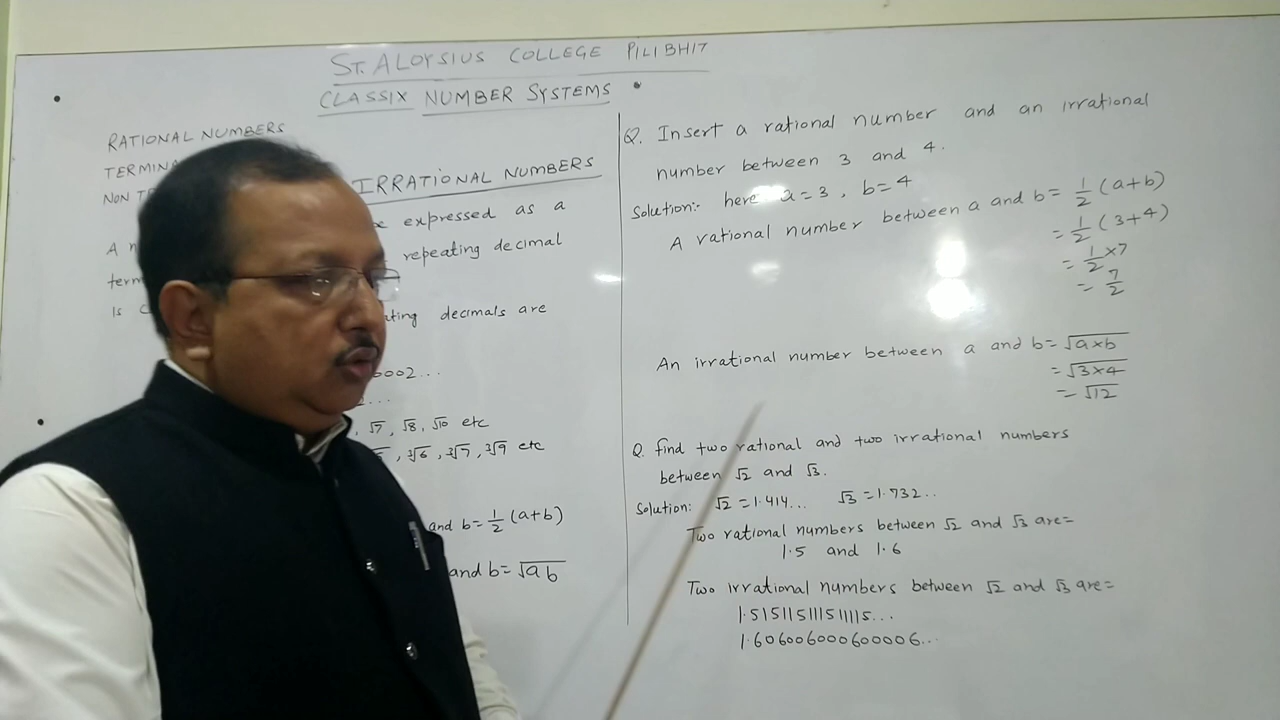 ST. ALOYSIUS COLLEGE PILIBHIT
CLASS IX NUMBER SYSTEMS
RATIONAL NUMBERS
IRRATIONAL NUMBERS
expressed as a
A
repeating decimal
Is
decimals are
0002...
...
, √7, √8, √10 etc
, ∛6, ∛7, ∛9 etc
and b = 1/2 (a+b)
and b = √ab
Q. Insert a rational number and an irrational
number between 3 and 4.
Solution:- here a = 3, b = 4
A rational number between a and b = 1/2 (a+b)
= 1/2 (3+4)
= 1/2 × 7
= 7/2
An irrational number between a and b = √a×b
= √3×4
= √12
Q. find two rational and two irrational numbers
between √2 and √3.
Solution: √2 = 1.414... √3 = 1.732..
Two rational numbers between √2 and √3 are=
1.5 and 1.6
Two irrational numbers between √2 and √3 are=
1.515115111511115...
1.606006000600006...